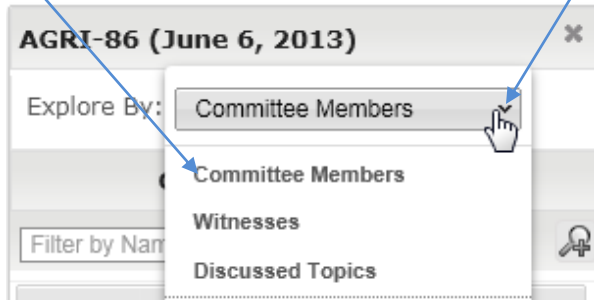 AGRI-86 (June 6, 2013)
Explore By: Committee Members
Committee Members
Witnesses
Filter by Nam
Discussed Topics